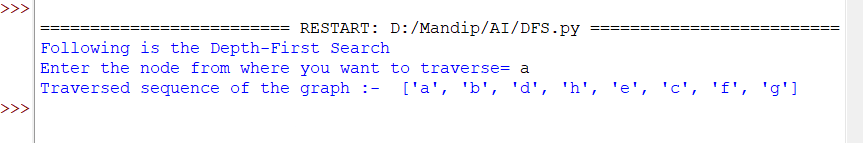 >>>
========================= RESTART: D:/Mandip/AI/DFS.py =========================
Following is the Depth-First Search
Enter the node from where you want to traverse= a
Traversed sequence of the graph :-  ['a', 'b', 'd', 'h', 'e', 'c', 'f', 'g']
>>>